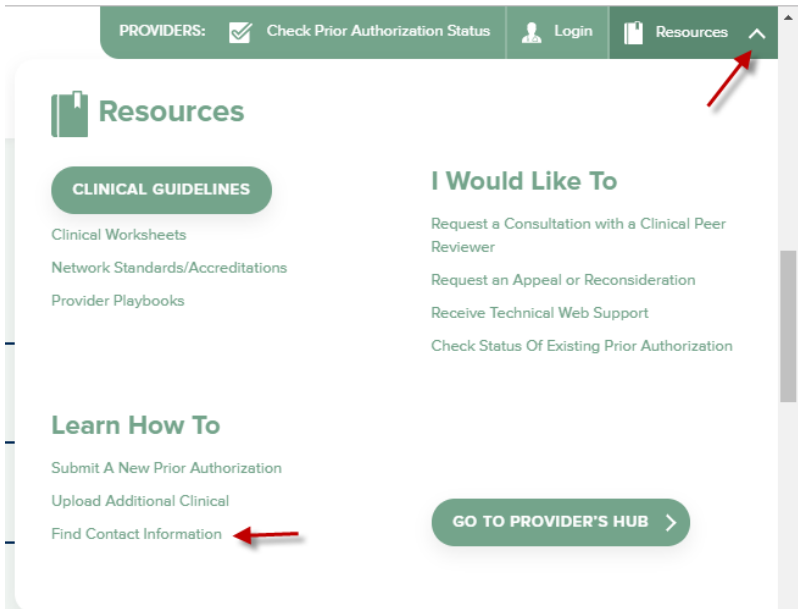 PROVIDERS: Check Prior Authorization Status Login Resources
Resources
CLINICAL GUIDELINES
Clinical Worksheets
Network Standards/Accreditations
Provider Playbooks
I Would Like To
Request a Consultation with a Clinical Peer
Reviewer
Request an Appeal or Reconsideration
Receive Technical Web Support
Check Status Of Existing Prior Authorization
Learn How To
Submit A New Prior Authorization
Upload Additional Clinical
Find Contact Information
GO TO PROVIDER'S HUB